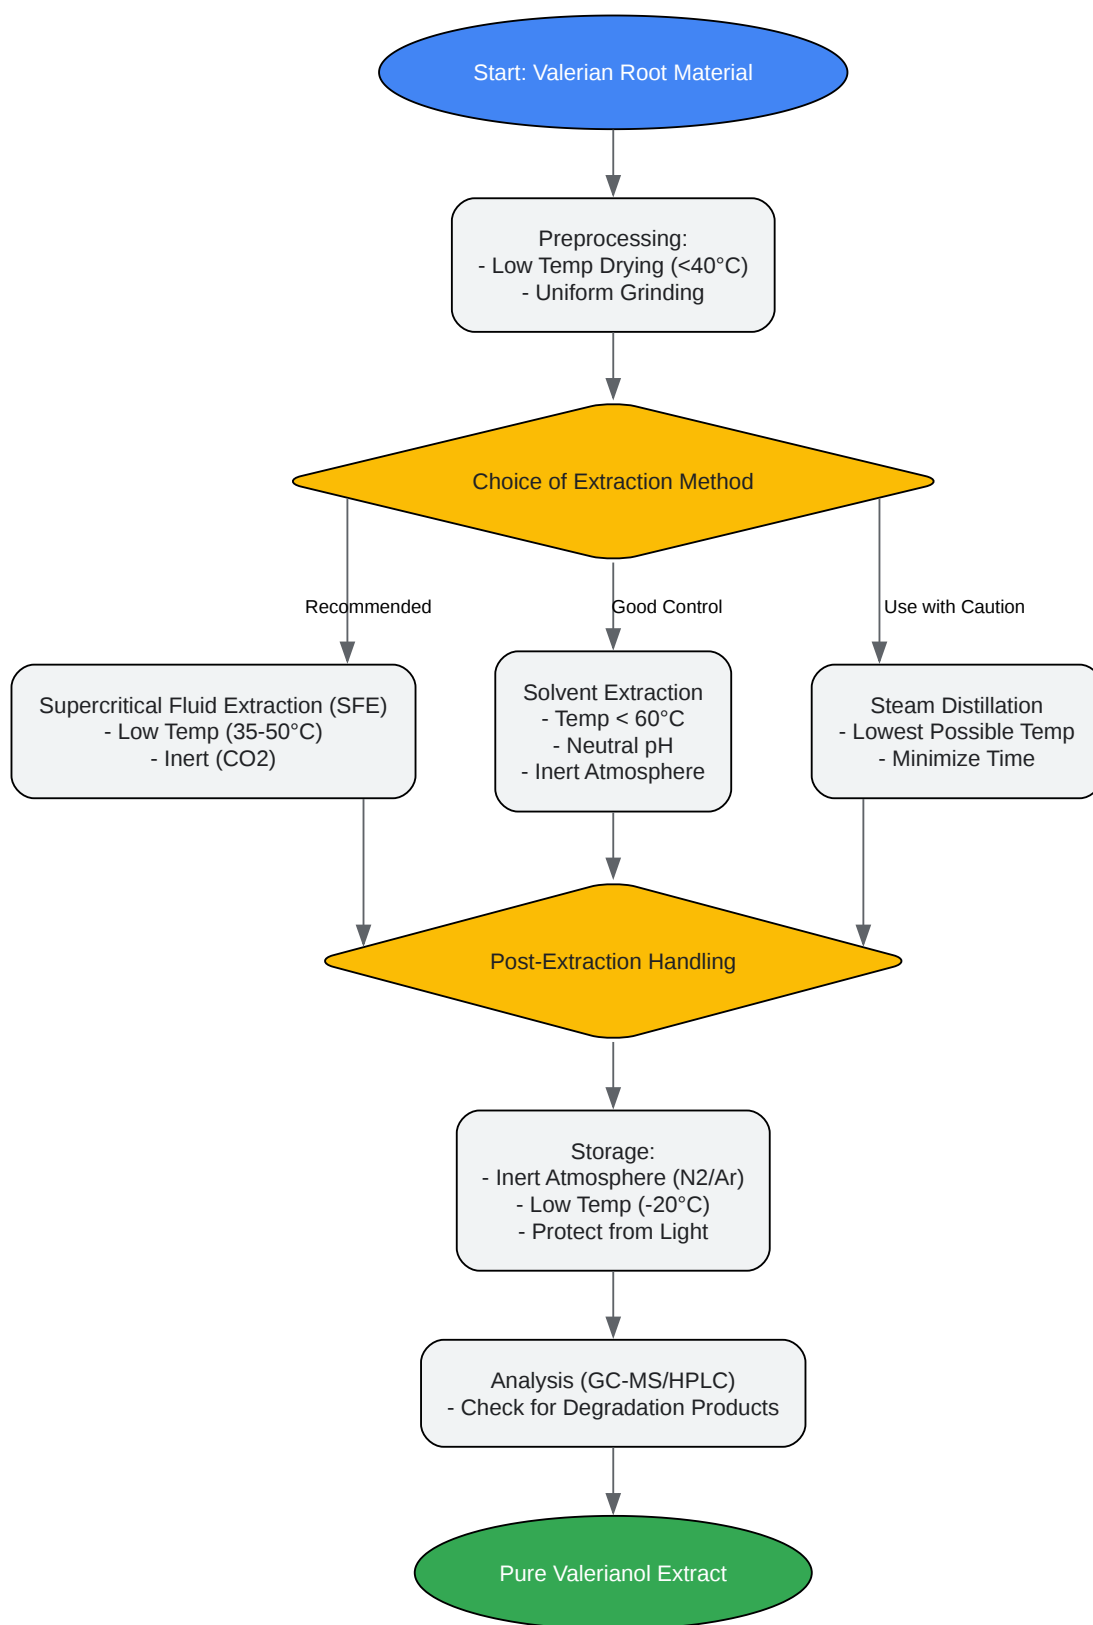 Start: Valerian Root Material
Preprocessing:
- Low Temp Drying (<40°C)
- Uniform Grinding
Choice of Extraction Method
Recommended
Good Control
Use with Caution
Supercritical Fluid Extraction (SFE)
- Low Temp (35-50°C)
- Inert (CO2)
Solvent Extraction
- Temp < 60°C
- Neutral pH
- Inert Atmosphere
Steam Distillation
- Lowest Possible Temp
- Minimize Time
Post-Extraction Handling
Storage:
- Inert Atmosphere (N2/Ar)
- Low Temp (-20°C)
- Protect from Light
Analysis (GC-MS/HPLC)
- Check for Degradation Products
Pure Valerianol Extract